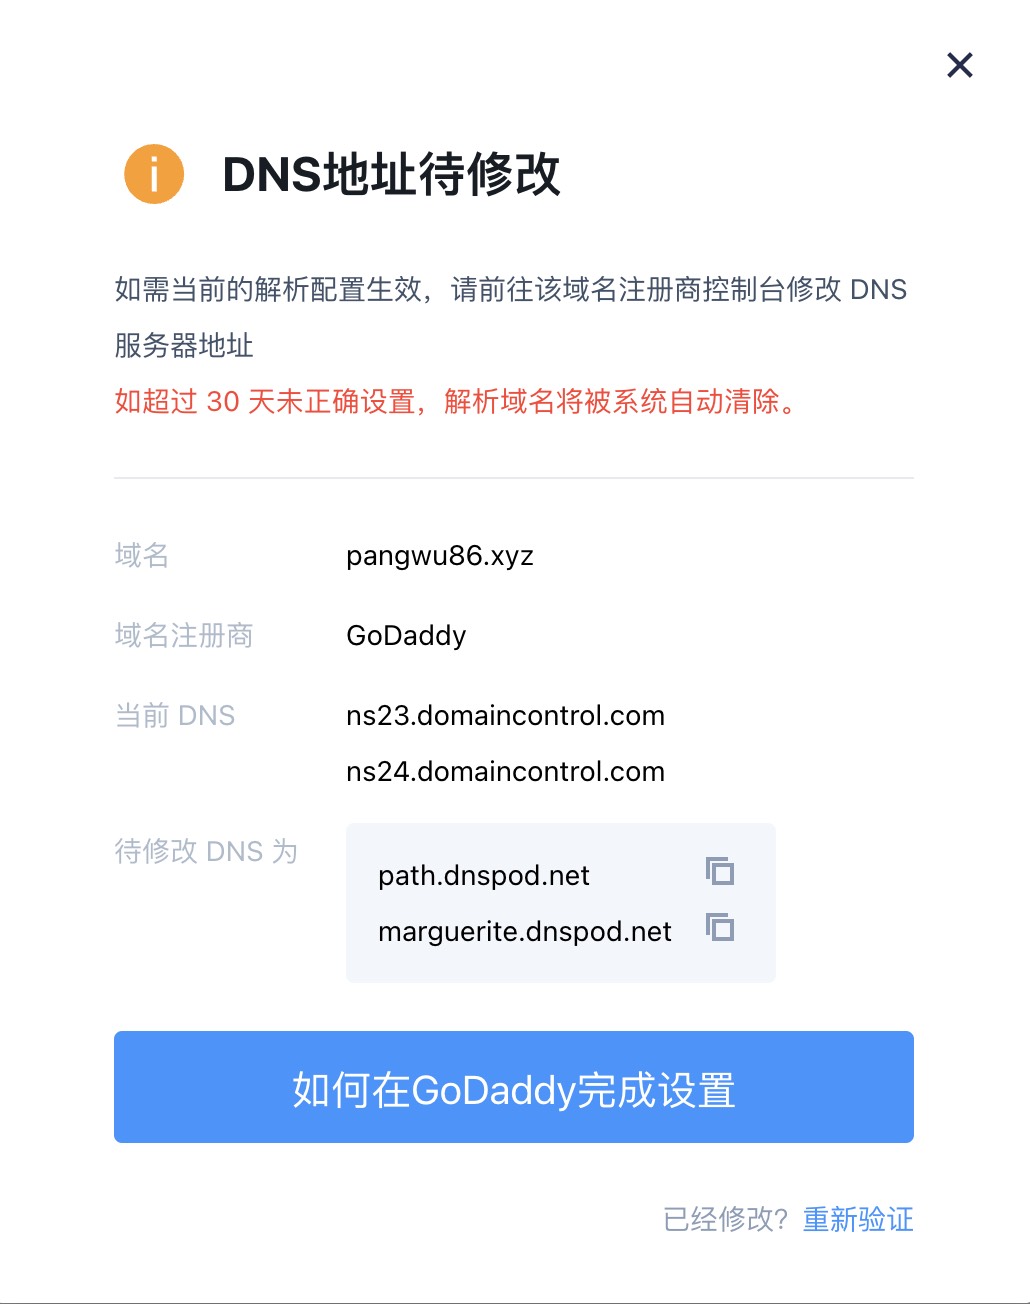 DNS地址待修改
如需当前的解析配置生效，请前往该域名注册商控制台修改 DNS
服务器地址
如超过 30 天未正确设置，解析域名将被系统自动清除。
域名 pangwu86.xyz
域名注册商 GoDaddy
当前 DNS ns23.domaincontrol.com
ns24.domaincontrol.com
待修改 DNS 为 path.dnspod.net
marguerite.dnspod.net
如何在GoDaddy完成设置
已经修改? 重新验证